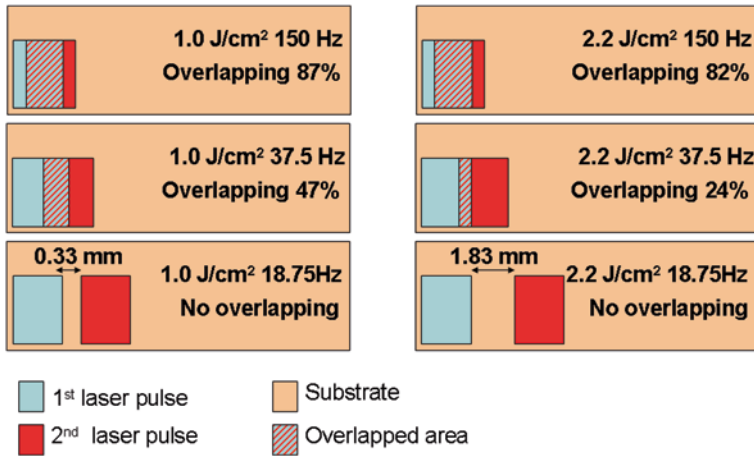 1.0 J/cm² 150 Hz
Overlapping 87%
2.2 J/cm² 150 Hz
Overlapping 82%
1.0 J/cm² 37.5 Hz
Overlapping 47%
2.2 J/cm² 37.5 Hz
Overlapping 24%
0.33 mm
1.0 J/cm² 18.75Hz
No overlapping
1.83 mm
2.2 J/cm² 18.75Hz
No overlapping
1st laser pulse
Substrate
2nd laser pulse
Overlapped area